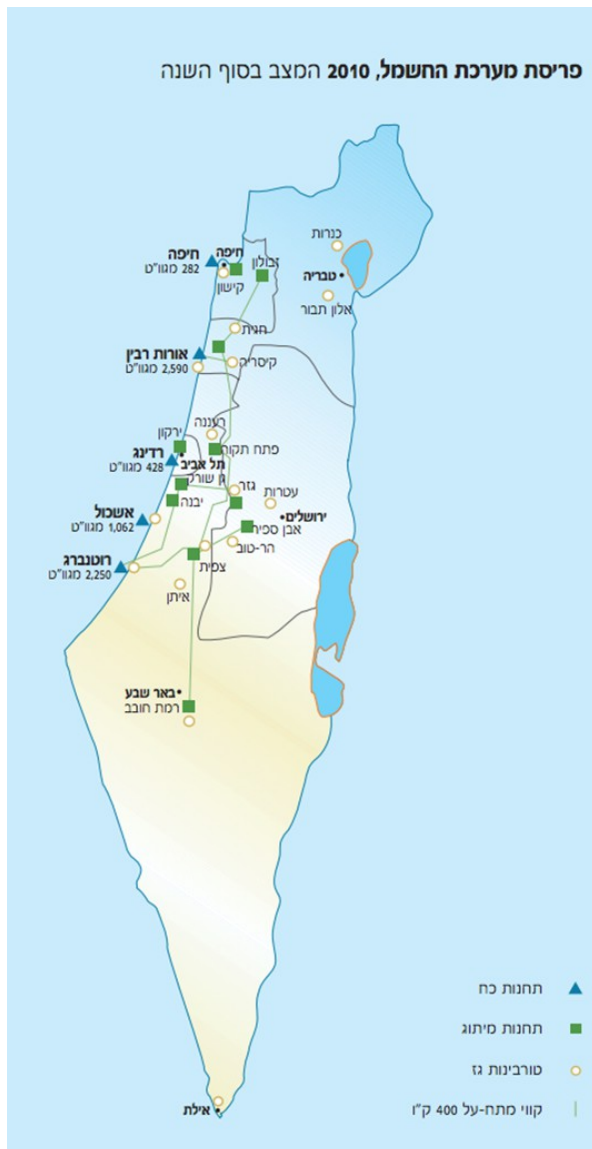 פריסת מערכת החשמל, 2010 המצב בסוף השנה
כנרות
חיפה
חיפה
282 מגוו"ט
זבולון
קישון
טבריה
אלון תבור
חגית
אורות רבין
2,590 מגוו"ט
קיסריה
רעננה
ירקון
פתח תקוה
רדינג
428 מגוו"ט
תל אביב
גן שורק
גזר
עטרות
יבנה
אשכול
1,062 מגוו"ט
ירושלים
אבן ספיר
הר-טוב
רוטנברג
2,250 מגוו"ט
צפית
איתן
באר שבע
רמת חובב
תחנות כח
תחנות מיתוג
טורבינות גז
קווי מתח-על 400 ק"ו
אילת